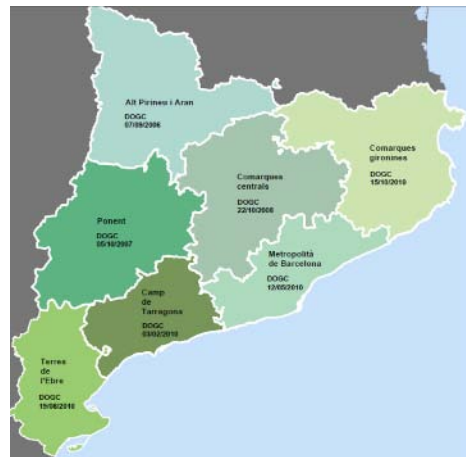 Alt Pirineu i Aran
DOGC
07/09/2006
Comarques
gironines
DOGC
15/10/2010
Comarques
centrals
DOGC
22/10/2008
Ponent
DOGC
05/10/2007
Metropolità
de Barcelona
DOGC
12/05/2010
Camp
de
Tarragona
DOGC
03/02/2010
Terres
de
l'Ebre
DOGC
19/08/2010